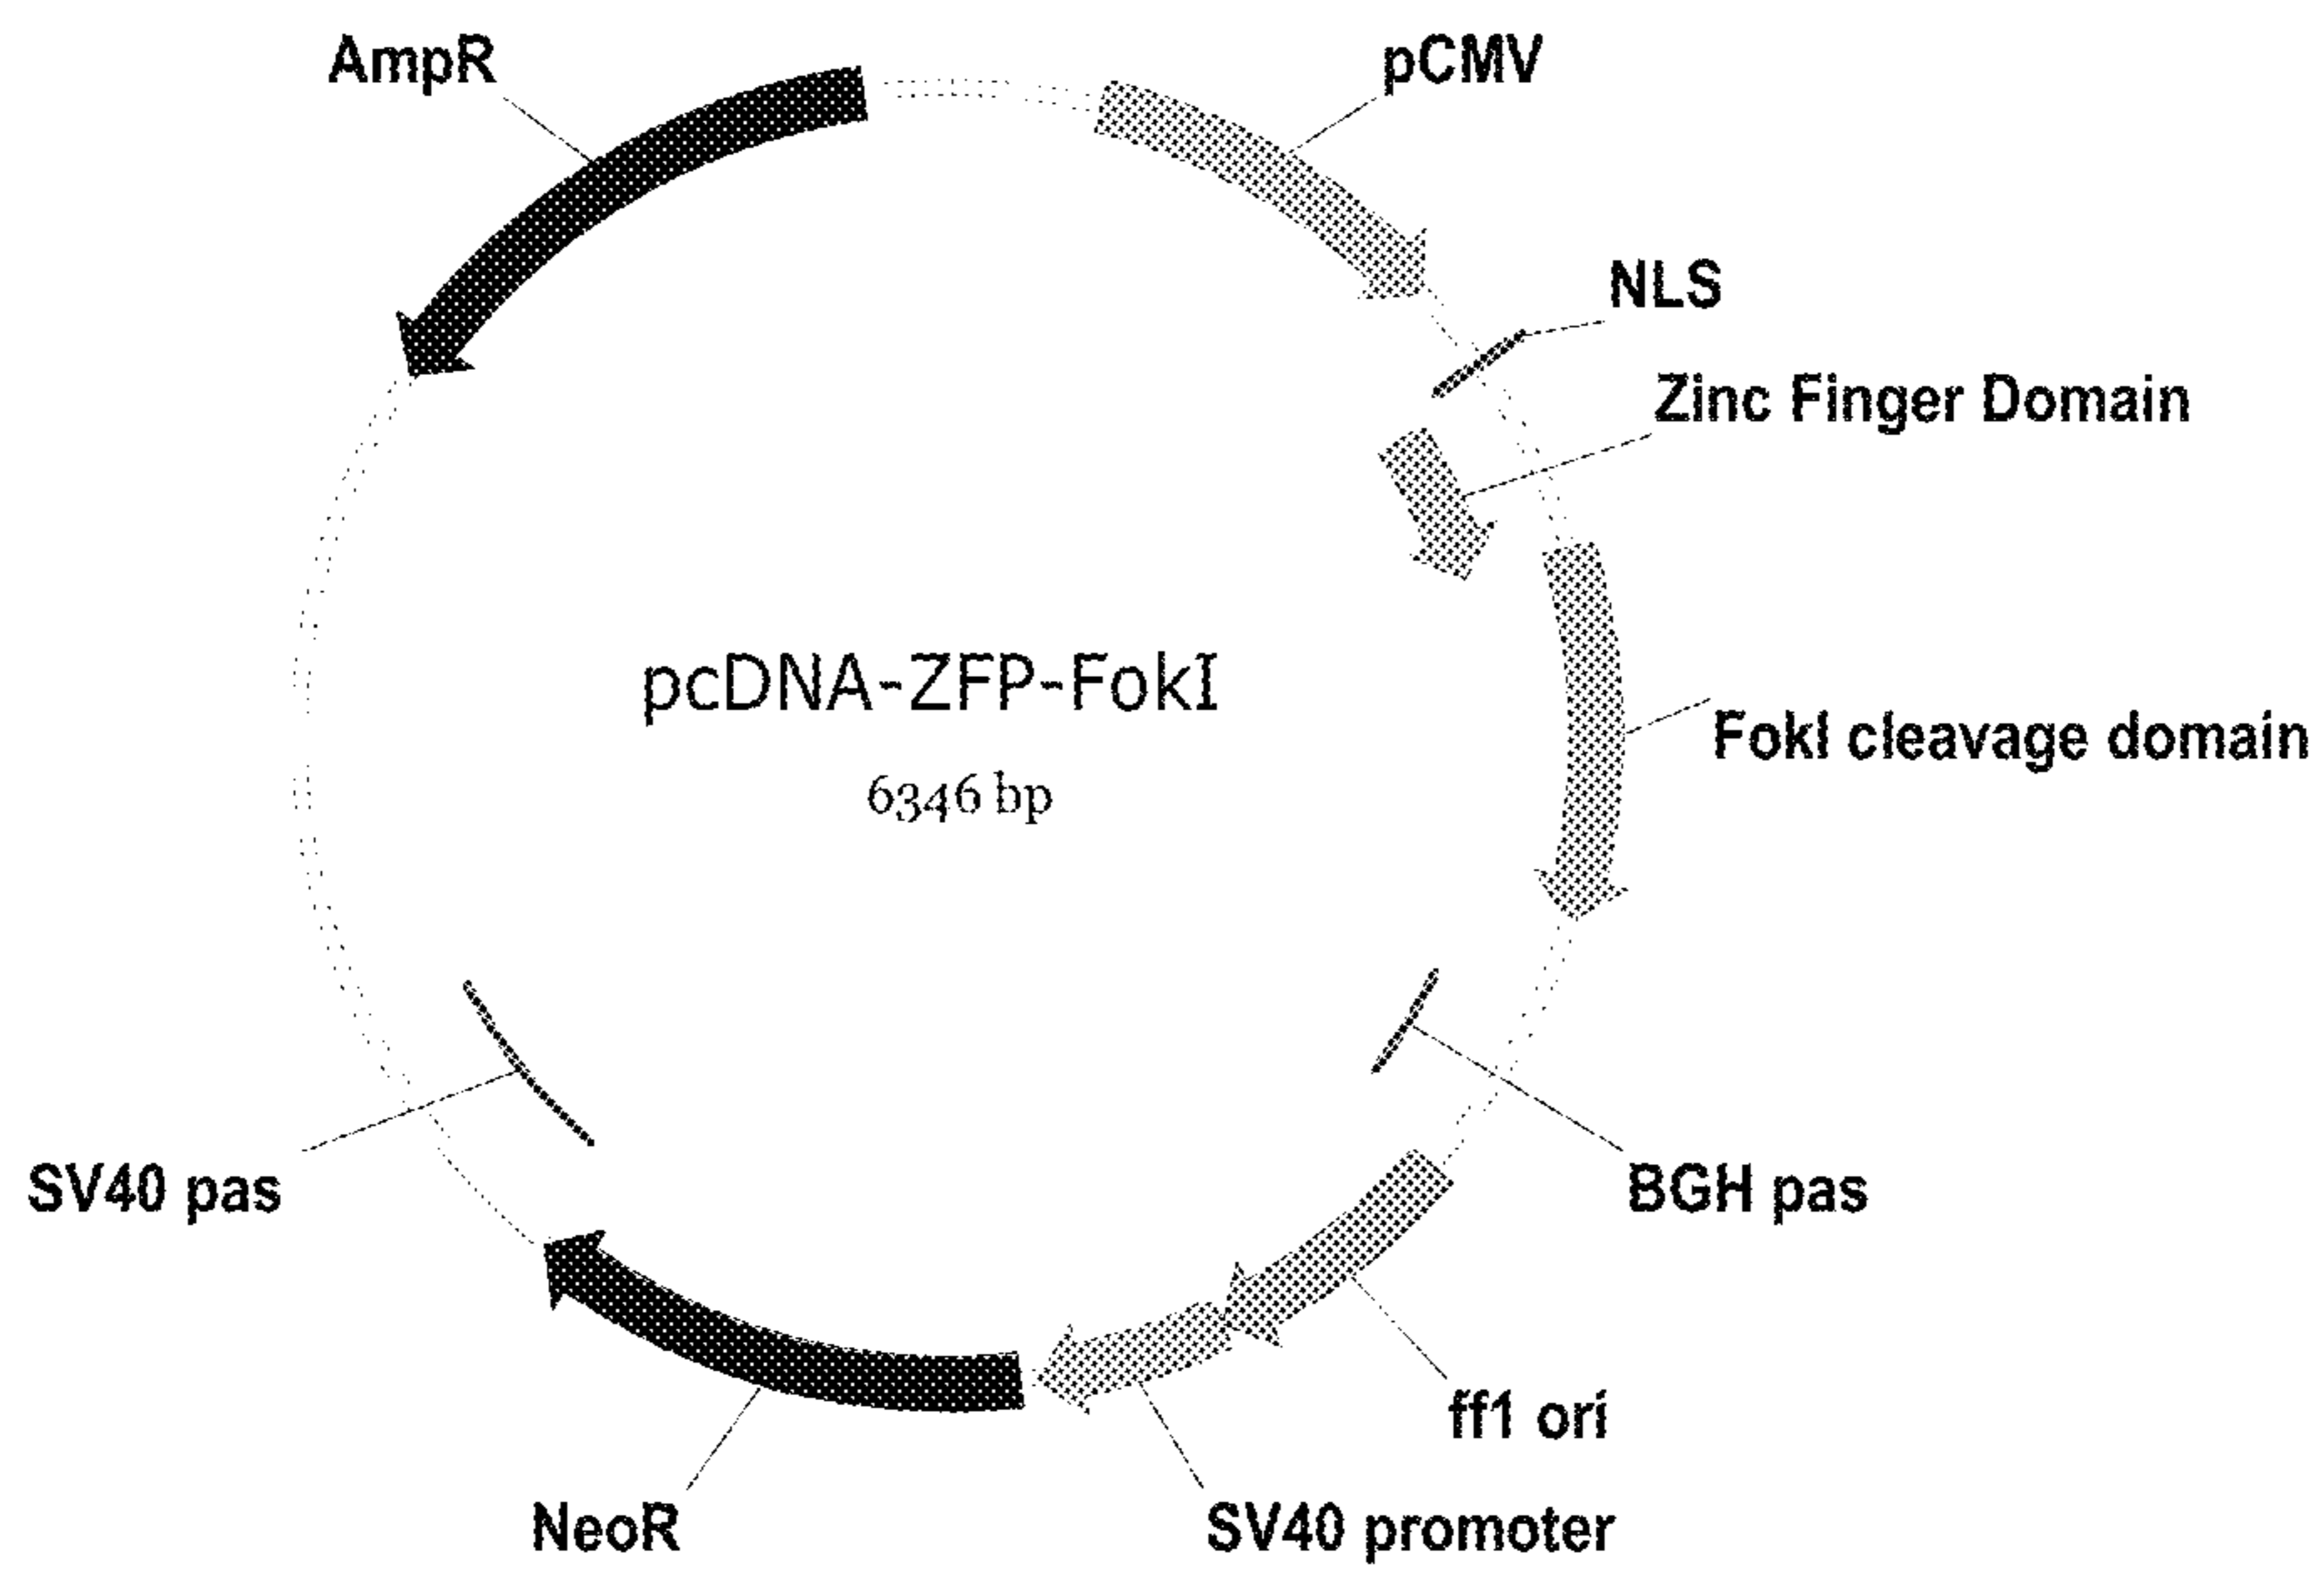 AmpR
pCMV
NLS
Zinc Finger Domain
pcDNA-ZFP-FokI
6346 bp
FokI cleavage domain
SV40 pas
BGH pas
ff1 ori
NeoR
SV40 promoter